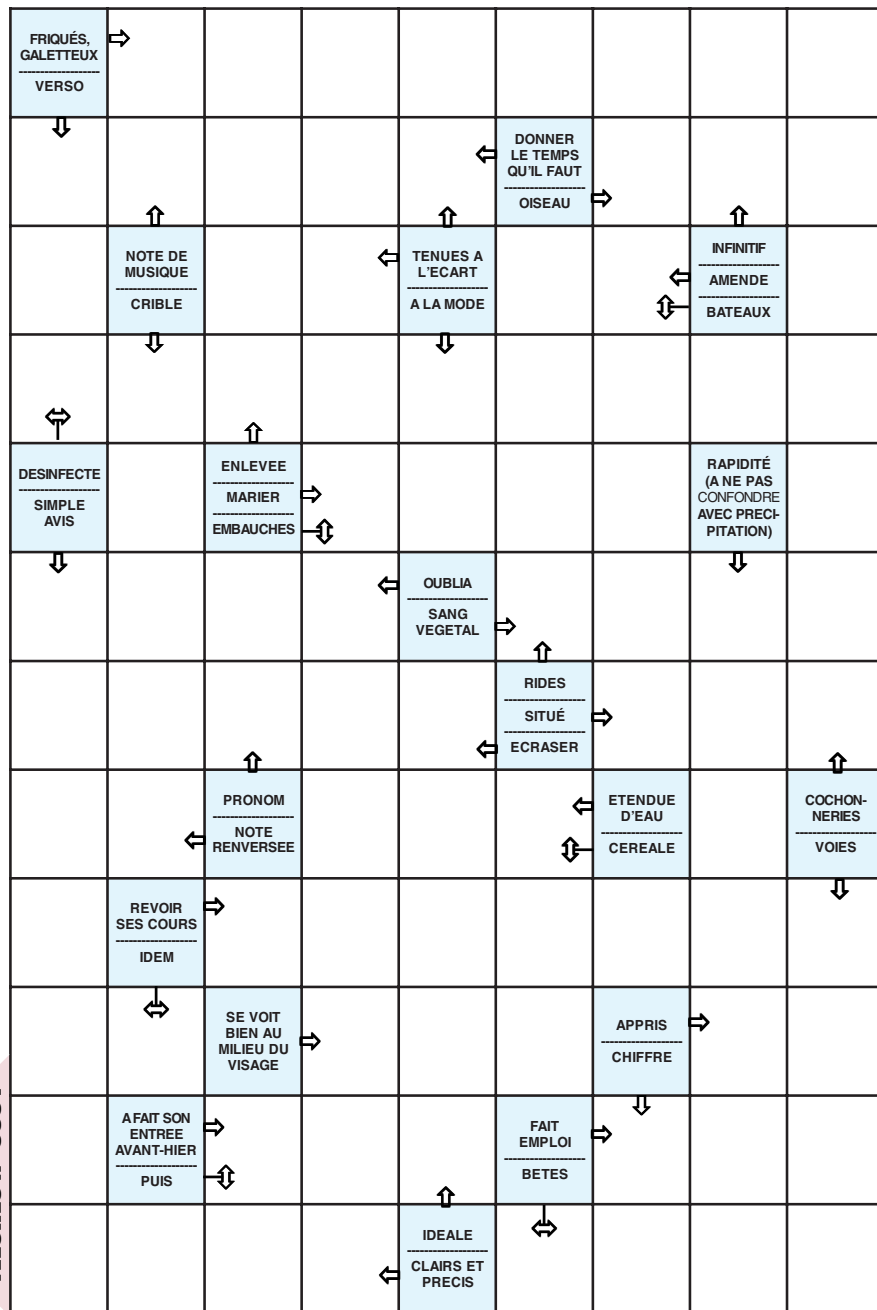 FRIQUÉS,
GALETTEUX
--------------------
VERSO
DONNER
LE TEMPS
QU'IL FAUT
--------------------
OISEAU
NOTE DE
MUSIQUE
--------------------
CRIBLE
TENUES A
L'ECART
--------------------
A LA MODE
INFINITIF
--------------------
AMENDE
--------------------
BATEAUX
DESINFECTE
--------------------
SIMPLE
AVIS
ENLEVEE
--------------------
MARIER
--------------------
EMBAUCHES
RAPIDITÉ
(A NE PAS
CONFONDRE
AVEC PRECI-
PITATION)
OUBLIA
--------------------
SANG
VEGETAL
RIDES
--------------------
SITUÉ
--------------------
ECRASER
PRONOM
--------------------
NOTE
RENVERSEE
ETENDUE
D'EAU
--------------------
CEREALE
COCHON-
NERIES
--------------------
VOIES
REVOIR
SES COURS
--------------------
IDEM
SE VOIT
BIEN AU
MILIEU DU
VISAGE
APPRIS
--------------------
CHIFFRE
A FAIT SON
ENTREE
AVANT-HIER
--------------------
PUIS
FAIT
EMPLOI
--------------------
BETES
IDEALE
--------------------
CLAIRS ET
PRECIS